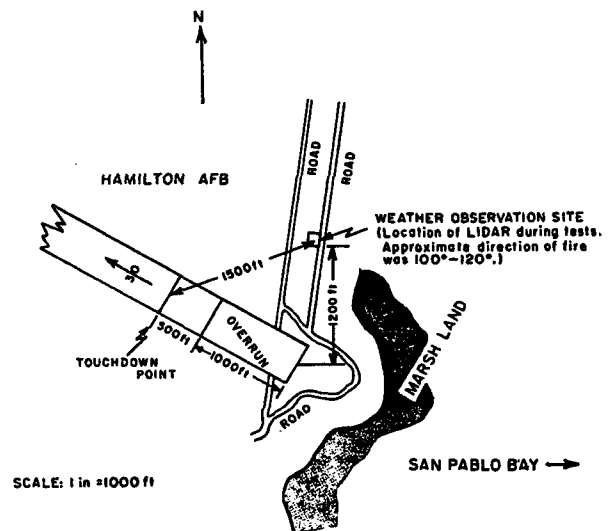 N
HAMILTON AFB
ROAD
ROAD
WEATHER OBSERVATION SITE
(Location of LIDAR during tests.
Approximate direction of fire
was 100°-120°.)
1500 ft
1200 ft
OVERRUN
500 ft
1000 ft
TOUCHDOWN
POINT
ROAD
MARSH LAND
SAN PABLO BAY
SCALE: 1 in =1000 ft